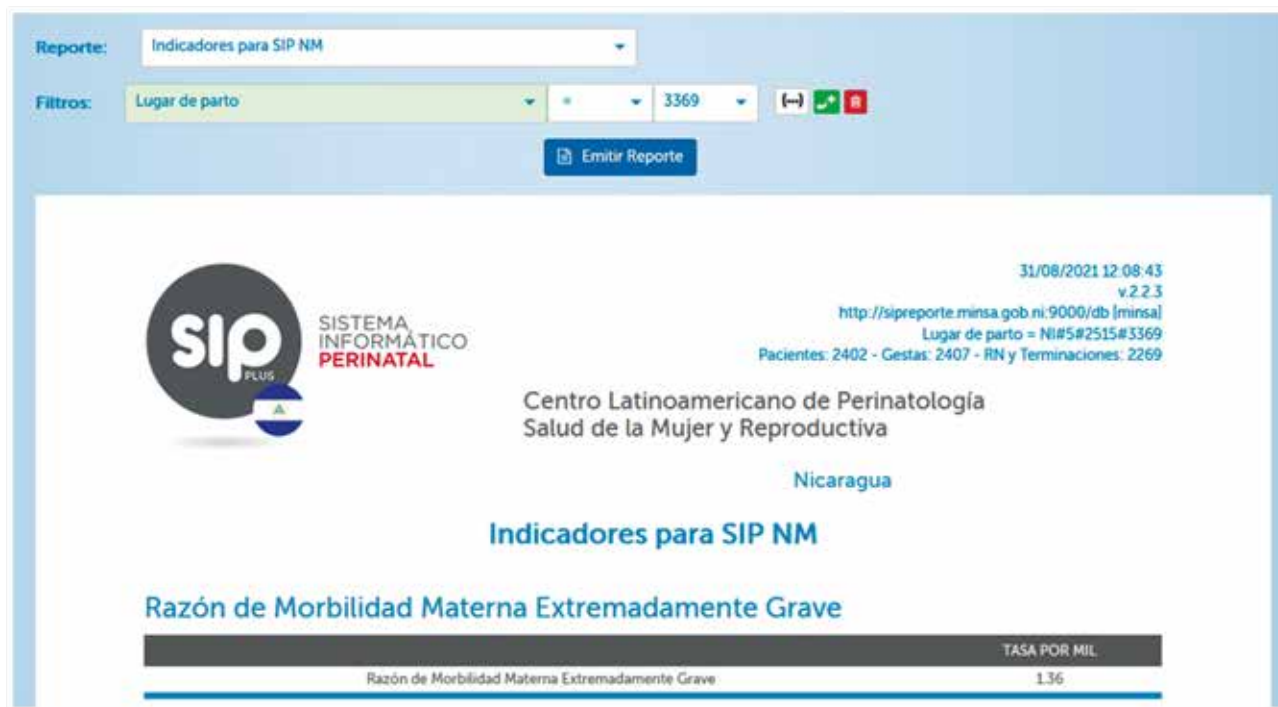 Reporte: Indicadores para SIP NM
Filtros: Lugar de parto = 3369
Emitir Reporte
31/08/2021 12:08:43
v.2.2.3
http://sipreporte.minsa.gob.ni:9000/db [minsa]
Lugar de parto = NI#5#2515#3369
Pacientes: 2402 - Gestas: 2407 - RN y Terminaciones: 2269
SIP
PLUS
SISTEMA
INFORMÁTICO
PERINATAL
Centro Latinoamericano de Perinatología
Salud de la Mujer y Reproductiva
Nicaragua
Indicadores para SIP NM
Razón de Morbilidad Materna Extremadamente Grave
TASA POR MIL
Razón de Morbilidad Materna Extremadamente Grave 1.36